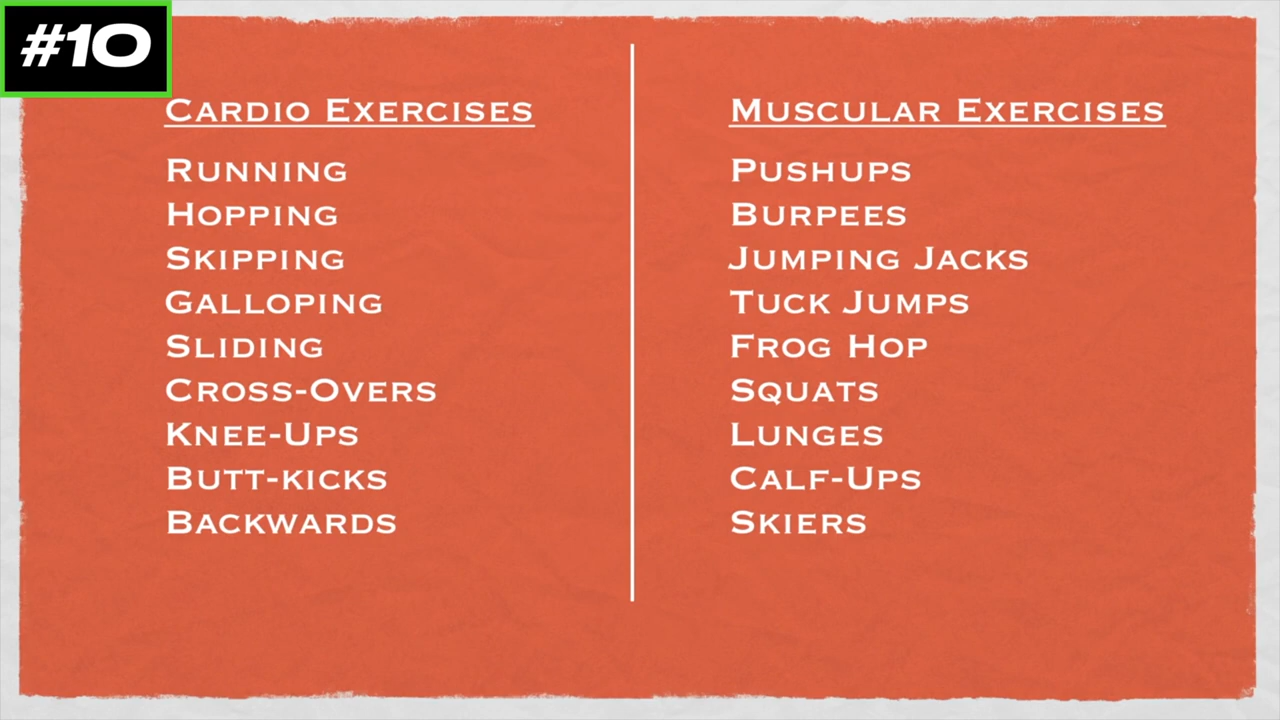 #10
Cardio Exercises
Running
Hopping
Skipping
Galloping
Sliding
Cross-Overs
Knee-Ups
Butt-kicks
Backwards
Muscular Exercises
Pushups
Burpees
Jumping Jacks
Tuck Jumps
Frog Hop
Squats
Lunges
Calf-Ups
Skiers